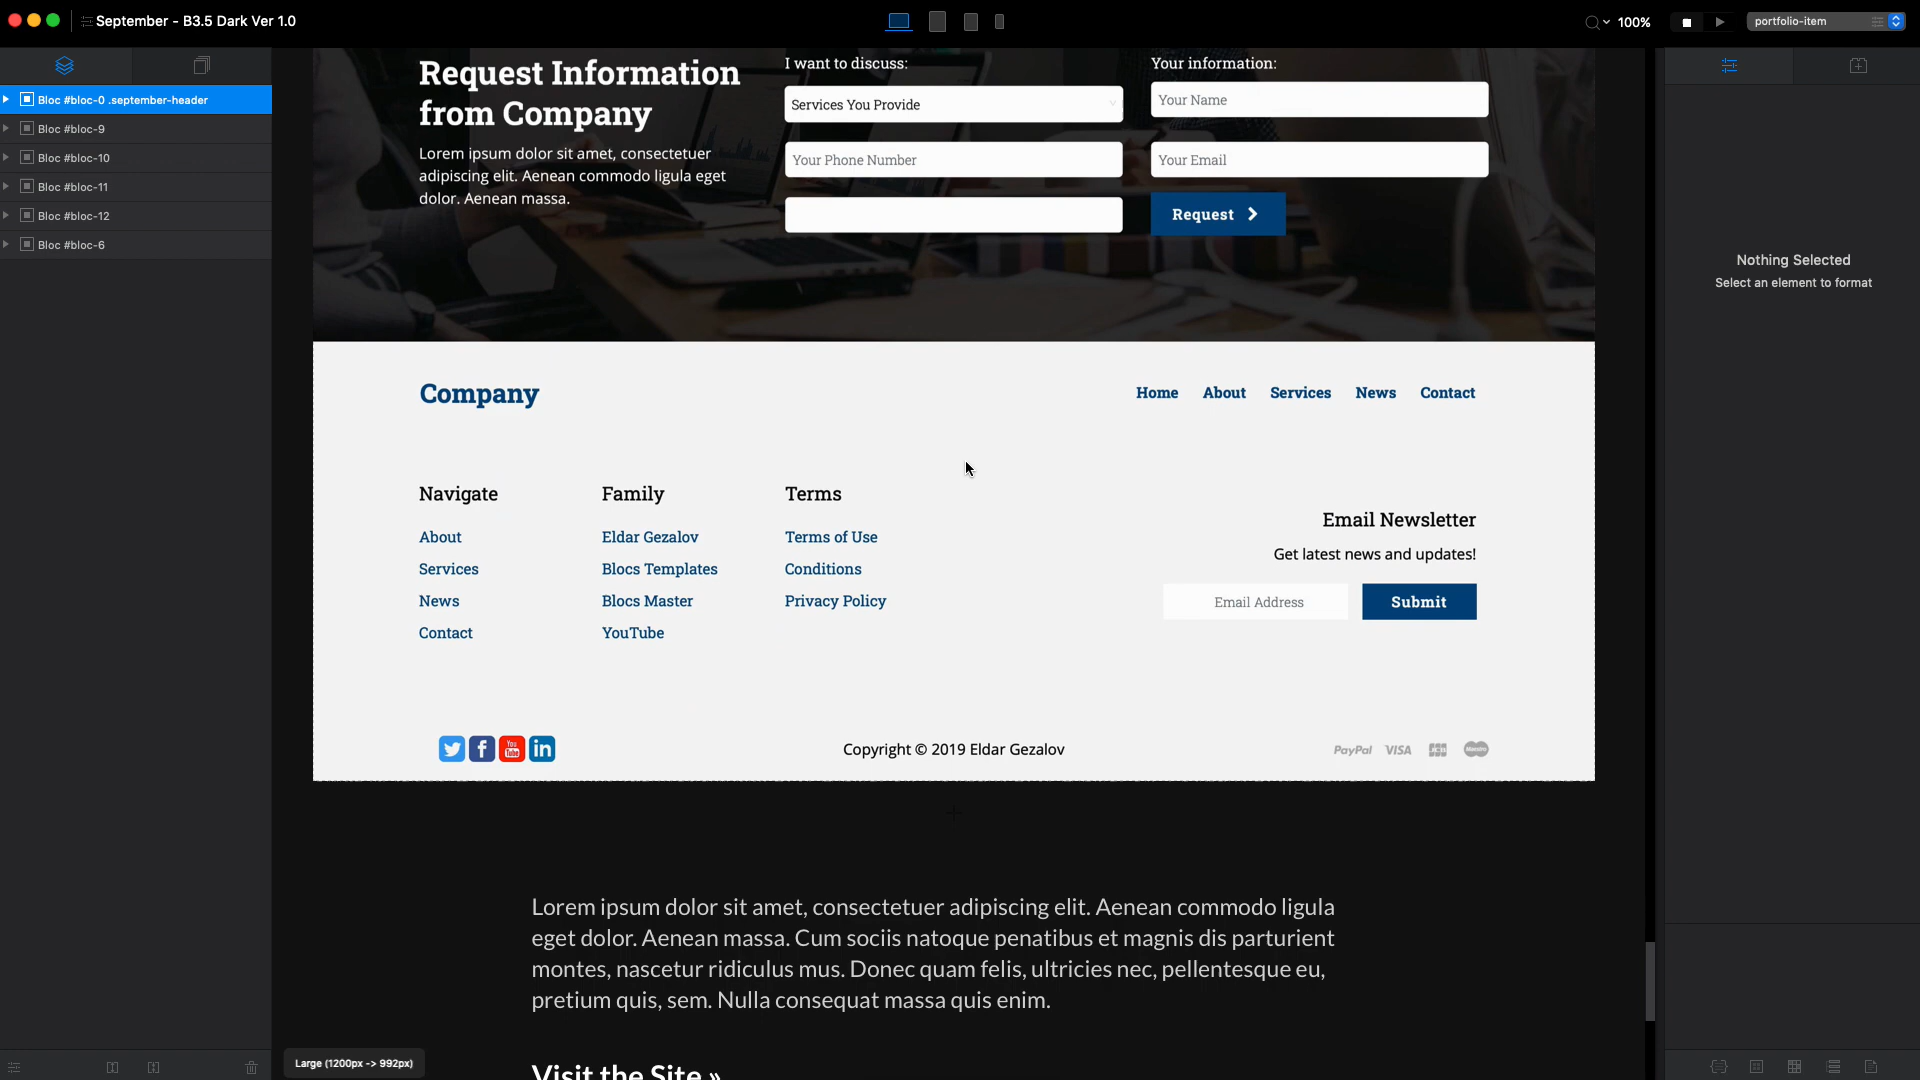 September - B3.5 Dark Ver 1.0
100%
portfolio-item
Bloc #bloc-0 .september-header
Bloc #bloc-9
Bloc #bloc-10
Bloc #bloc-11
Bloc #bloc-12
Bloc #bloc-6
Request Information
from Company
Lorem ipsum dolor sit amet, consectetuer
adipiscing elit. Aenean commodo ligula eget
dolor. Aenean massa.
I want to discuss:
Services You Provide
Your Phone Number
Your information:
Your Name
Your Email
Request
Nothing Selected
Select an element to format
Company
Home About Services News Contact
Navigate
About
Services
News
Contact
Family
Eldar Gezalov
Blocs Templates
Blocs Master
YouTube
Terms
Terms of Use
Conditions
Privacy Policy
Email Newsletter
Get latest news and updates!
Email Address
Submit
You
Tube
in
Copyright © 2019 Eldar Gezalov
PayPal VISA JCB Maestro
Lorem ipsum dolor sit amet, consectetuer adipiscing elit. Aenean commodo ligula
eget dolor. Aenean massa. Cum sociis natoque penatibus et magnis dis parturient
montes, nascetur ridiculus mus. Donec quam felis, ultricies nec, pellentesque eu,
pretium quis, sem. Nulla consequat massa quis enim.
Visit the Site »
Large (1200px -> 992px)